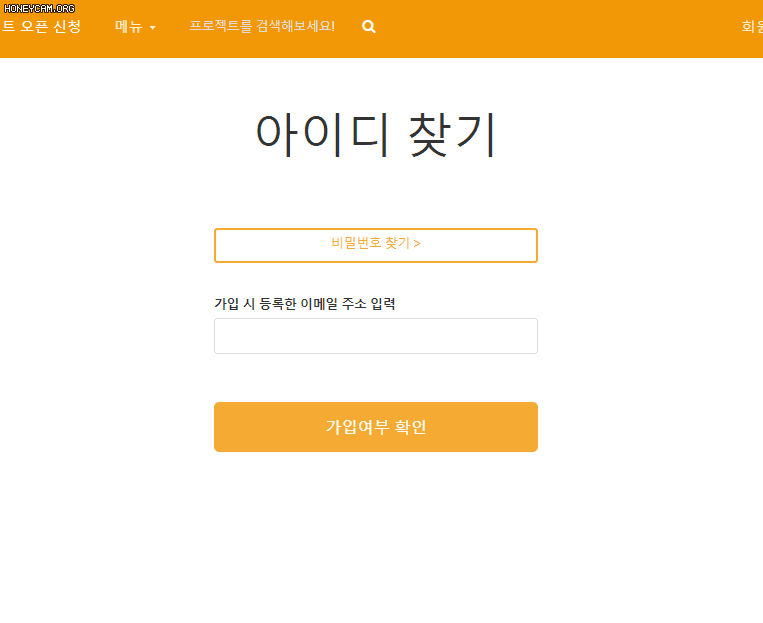 HONEYCAM.ORG
트 오픈 신청 메뉴 프로젝트를 검색해보세요!
아이디 찾기
비밀번호 찾기 >
가입 시 등록한 이메일 주소 입력
가입여부 확인